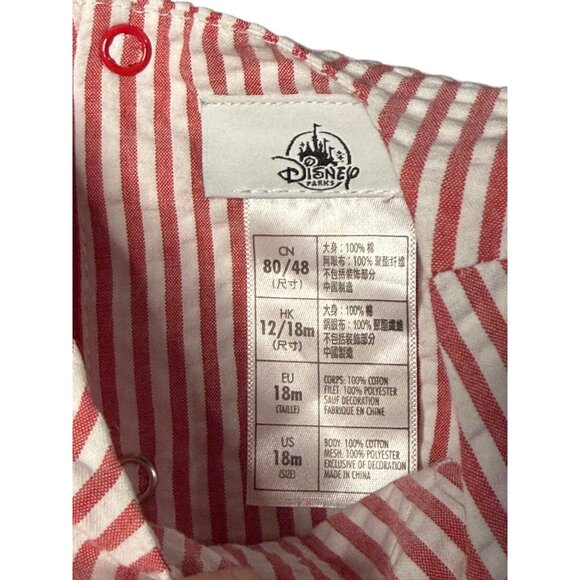 Disney
PARKS
CN
80/48
(尺寸)
大身：100% 棉
网眼布：100% 聚酯纤维
不包括装饰部分
中国制造
HK
12/18m
(尺寸)
大身：100% 棉
網眼布：100% 聚酯纖維
不包括裝飾部分
中國製造
EU
18m
(TAILLE)
CORPS: 100% COTON
FILET: 100% POLYESTER
SAUF DECORATION
FABRIQUE EN CHINE
US
18m
(SIZE)
BODY: 100% COTTON
MESH: 100% POLYESTER
EXCLUSIVE OF DECORATION
MADE IN CHINA